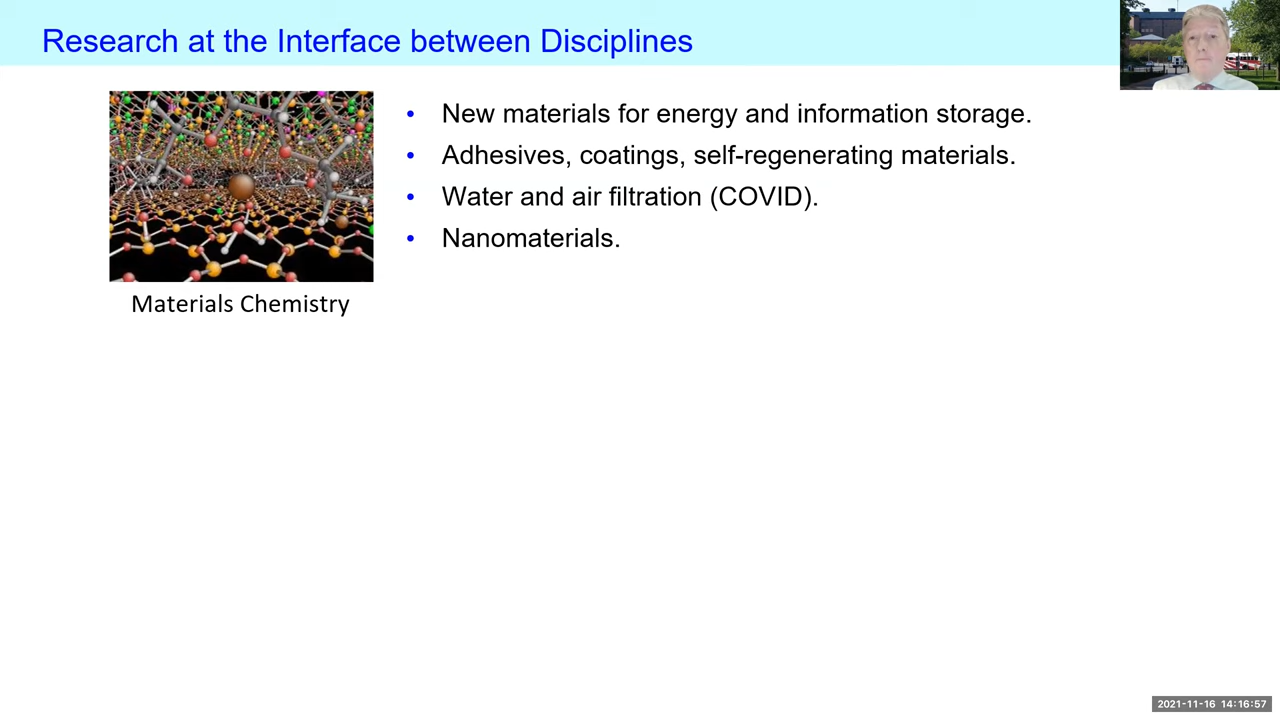 Research at the Interface between Disciplines
• New materials for energy and information storage.
• Adhesives, coatings, self-regenerating materials.
• Water and air filtration (COVID).
• Nanomaterials.
Materials Chemistry
2021-11-16 14:16:57